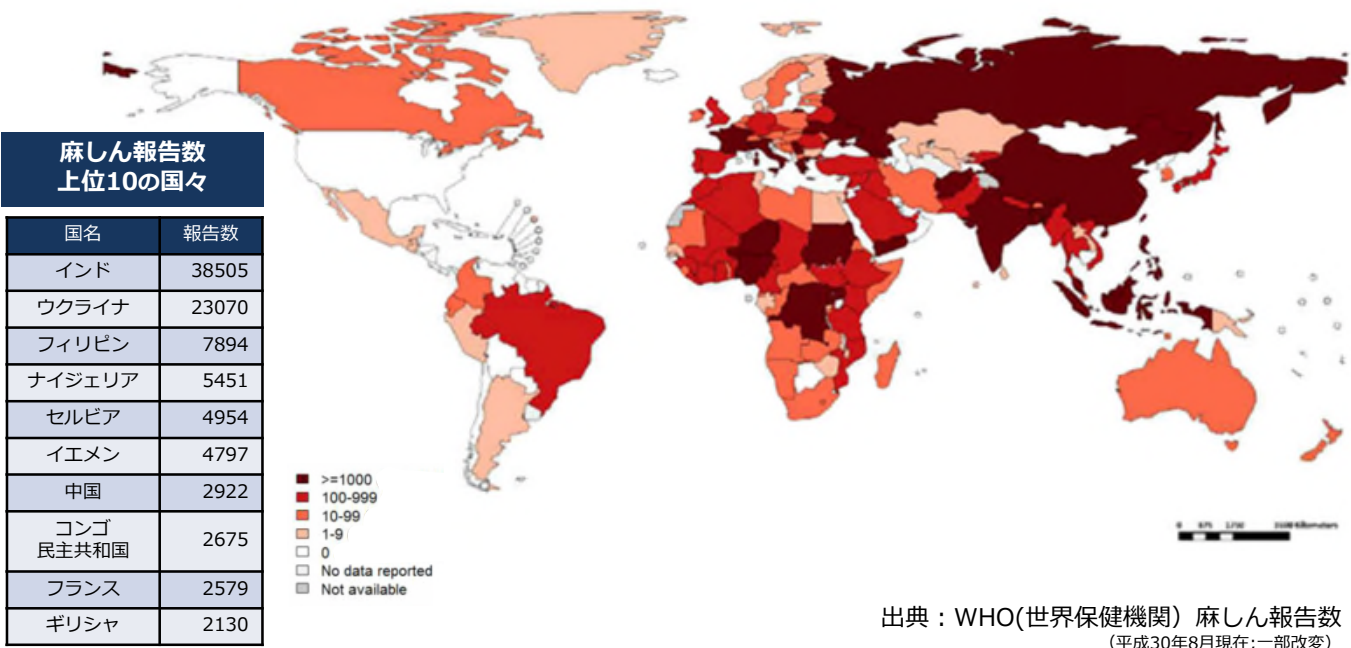 麻しん報告数
上位10の国々
国名 報告数
インド 38505
ウクライナ 23070
フィリピン 7894
ナイジェリア 5451
セルビア 4954
イエメン 4797
中国 2922
コンゴ
民主共和国 2675
フランス 2579
ギリシャ 2130
>=1000
100-999
10-99
1-9
0
No data reported
Not available
0 875 1750 Kilometers
出典：WHO(世界保健機関）麻しん報告数
（平成30年8月現在:一部改変）